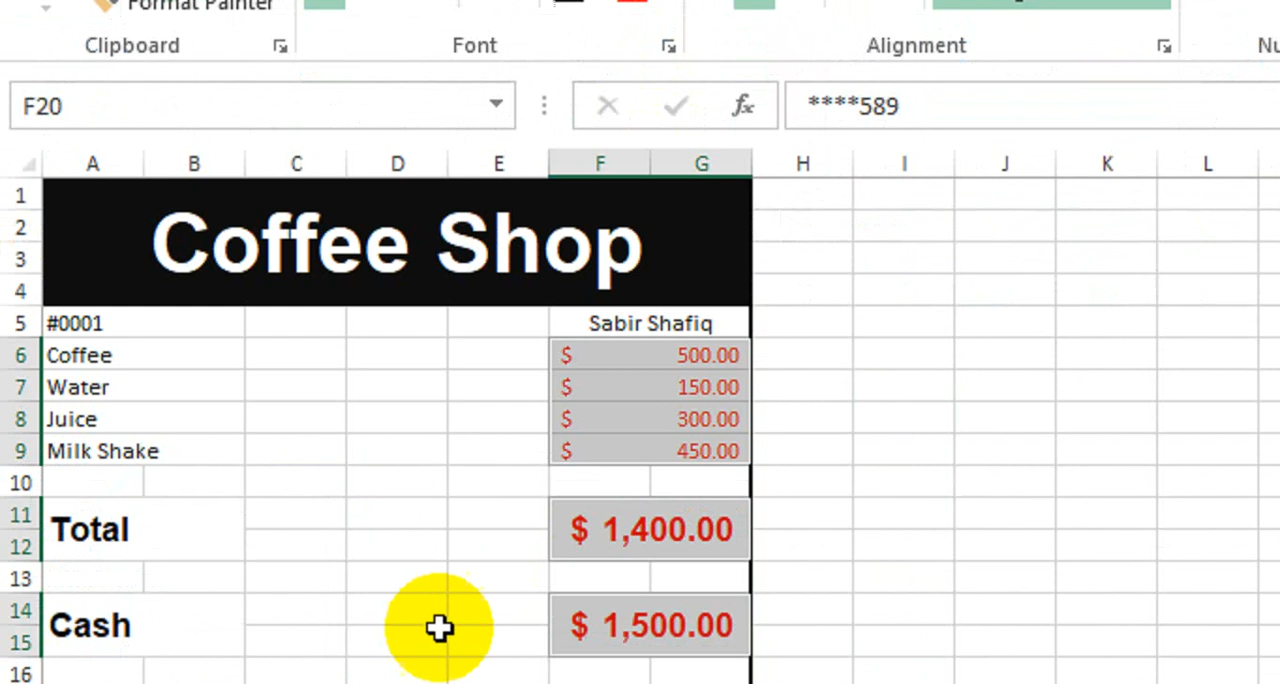 Format Painter
Clipboard Font Alignment
F20 fx ****589
A B C D E F G H I J K L
1
2 Coffee Shop
3
4
5 #0001 Sabir Shafiq
6 Coffee $ 500.00
7 Water $ 150.00
8 Juice $ 300.00
9 Milk Shake $ 450.00
10
11
Total $ 1,400.00
12
13
14
Cash $ 1,500.00
15
16